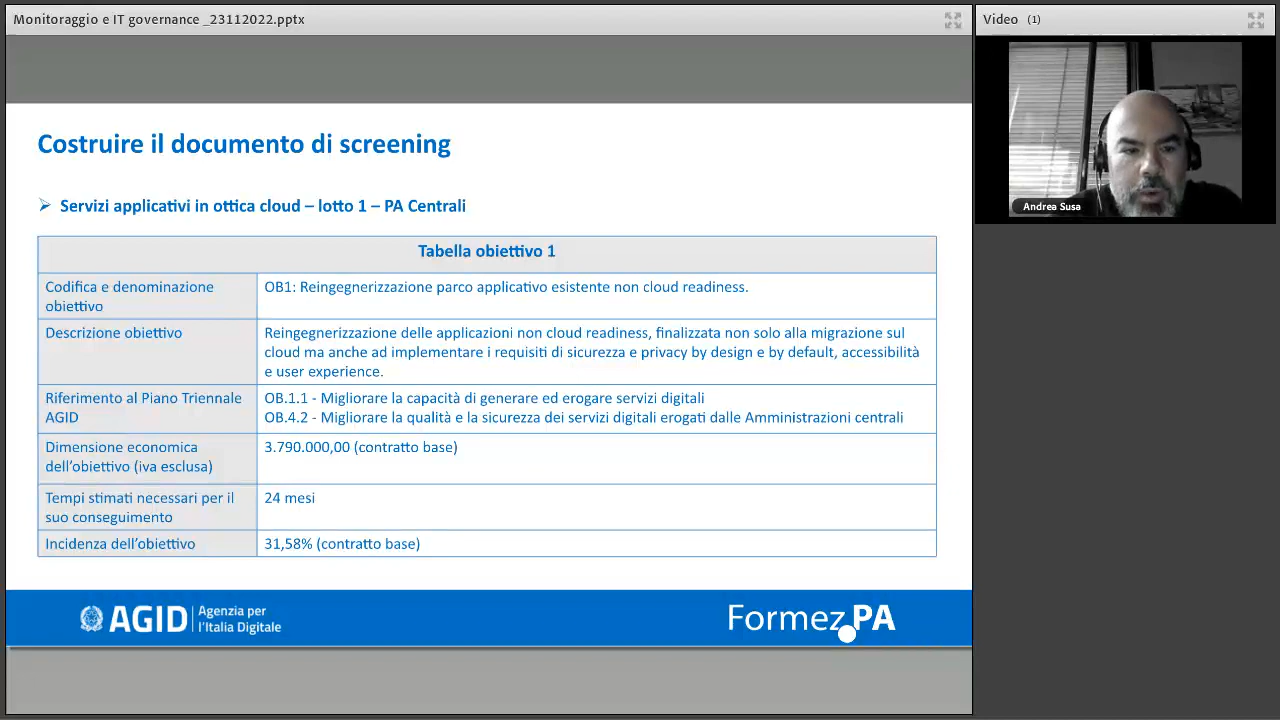 Monitoraggio e IT governance _23112022.pptx
Video (1)
Andrea Susa
Costruire il documento di screening
➢ Servizi applicativi in ottica cloud – lotto 1 – PA Centrali
Tabella obiettivo 1
Codifica e denominazione
obiettivo
OB1: Reingegnerizzazione parco applicativo esistente non cloud readiness.
Descrizione obiettivo
Reingegnerizzazione delle applicazioni non cloud readiness, finalizzata non solo alla migrazione sul
cloud ma anche ad implementare i requisiti di sicurezza e privacy by design e by default, accessibilità
e user experience.
Riferimento al Piano Triennale
AGID
OB.1.1 - Migliorare la capacità di generare ed erogare servizi digitali
OB.4.2 - Migliorare la qualità e la sicurezza dei servizi digitali erogati dalle Amministrazioni centrali
Dimensione economica
dell'obiettivo (iva esclusa)
3.790.000,00 (contratto base)
Tempi stimati necessari per il
suo conseguimento
24 mesi
Incidenza dell'obiettivo
31,58% (contratto base)
AGID
Agenzia per
l'Italia Digitale
Formez PA